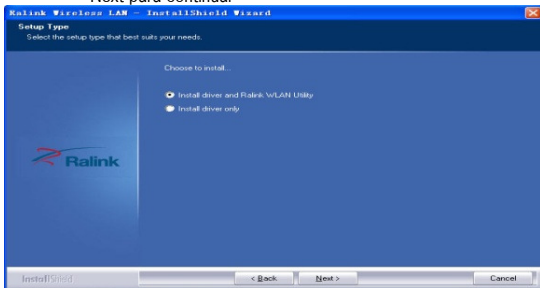 Next para continuar
Ralink Wireless LAN - InstallShield Wizard
Setup Type
Select the setup type that best suits your needs.
Choose to install...
Install driver and Ralink WLAN Utility
Install driver only
Ralink
InstallShield
< Back
Next >
Cancel